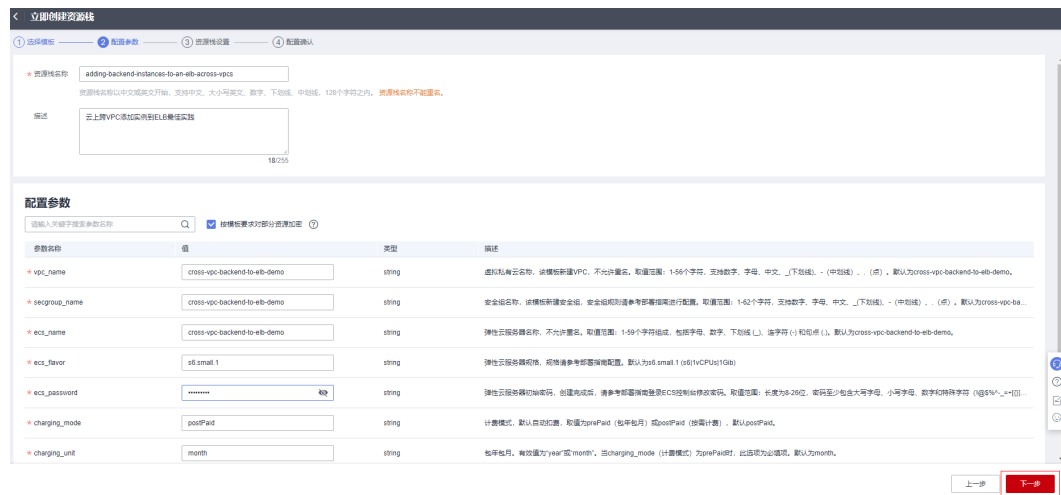 < 立即创建资源栈
1 选择模板 2 配置参数 3 资源栈设置 4 配置确认
* 资源栈名称 adding-backend-instances-to-an-elb-across-vpcs
资源栈名称以中文或英文开始，支持中文、大小写英文、数字、下划线、中划线，128个字符之内。资源栈名称不能重名。
描述 云上跨VPC添加实例到ELB最佳实践
18/255
配置参数
请输入关键字搜索参数名称 按模板要求对部分资源加密 ?
参数名称 值 类型 描述
* vpc_name cross-vpc-backend-to-elb-demo string 虚拟私有云名称，该模板新建VPC，不允许重名。取值范围：1-56个字符，支持数字、字母、中文、_(下划线)、-（中划线）、.（点）。默认为cross-vpc-backend-to-elb-demo。
* secgroup_name cross-vpc-backend-to-elb-demo string 安全组名称，该模板新建安全组，安全组规则请参考部署指南进行配置。取值范围：1-62个字符，支持数字、字母、中文、_(下划线)、-（中划线）、.（点）。默认为cross-vpc-ba...
* ecs_name cross-vpc-backend-to-elb-demo string 弹性云服务器名称，不允许重名。取值范围：1-59个字符组成，包括字母、数字、下划线 (_)、连字符 (-) 和句点 (.)。默认为cross-vpc-backend-to-elb-demo。
* ecs_flavor s6.small.1 string 弹性云服务器规格，规格请参考部署指南配置。默认为s6.small.1 (s6|1vCPUs|1Gib)
* ecs_password ········· string 弹性云服务器初始密码，创建完成后，请参考部署指南登录ECS控制台修改密码。取值范围：长度为8-26位，密码至少包含大写字母、小写字母、数字和特殊字符（!@$%^-_=+[{}]...
* charging_mode postPaid string 计费模式，默认自动扣费，取值为prePaid（包年包月）或postPaid（按需计费），默认postPaid。
* charging_unit month string 包年包月。有效值为"year"或"month"。当charging_mode（计费模式）为prePaid时，此选项为必填项。默认为month。
上一步 下一步